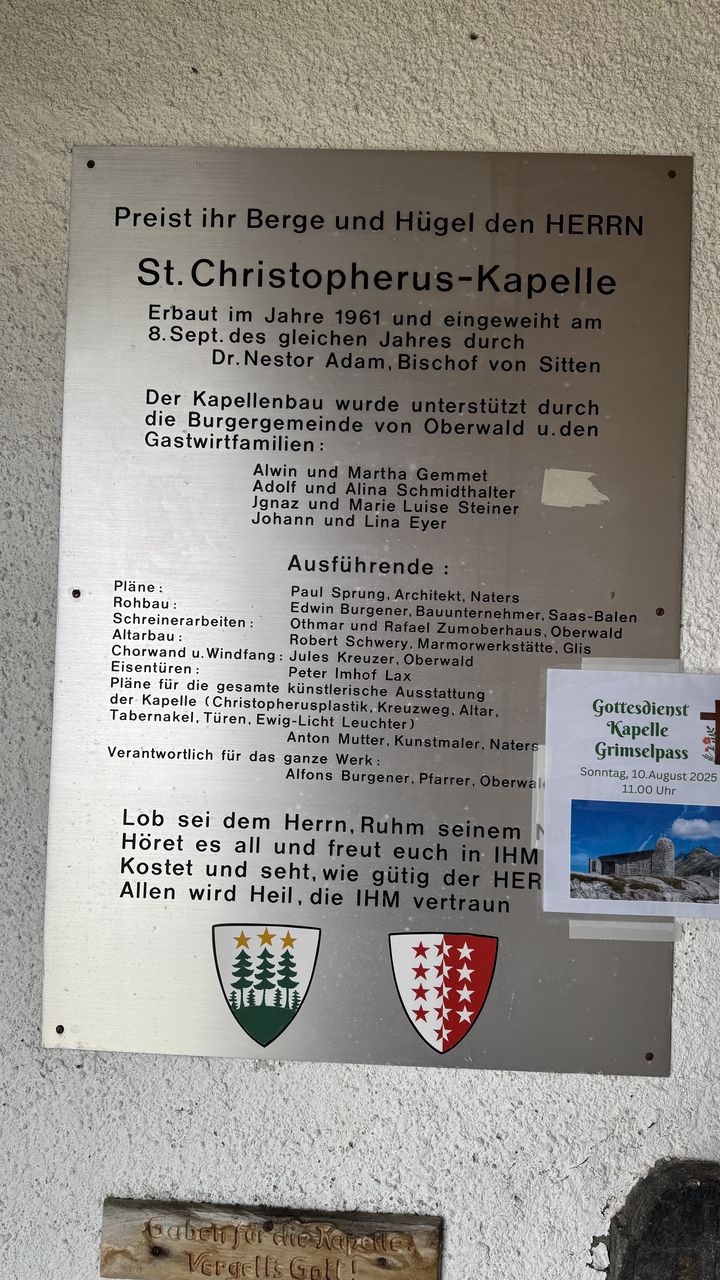 Preist ihr Berge und Hügel den HERRN
St. Christopherus-Kapelle
Erbaut im Jahre 1961 und eingeweiht am
8. Sept. des gleichen Jahres durch
Dr. Nestor Adam, Bischof von Sitten
Der Kapellenbau wurde unterstützt durch
die Burgergemeinde von Oberwald u. den
Gastwirtfamilien:
Alwin und Martha Gemmet
Adolf und Alina Schmidthalter
Jgnaz und Marie Luise Steiner
Johann und Lina Eyer
Ausführende:
Pläne: Paul Sprung, Architekt, Naters
Rohbau: Edwin Burgener, Bauunternehmer, Saas-Balen
Schreinerarbeiten: Othmar und Rafael Zumoberhaus, Oberwald
Altarbau: Robert Schwery, Marmorwerkstätte, Glis
Chorwand u. Windfang: Jules Kreuzer, Oberwald
Eisentüren: Peter Imhof Lax
Pläne für die gesamte künstlerische Ausstattung
der Kapelle (Christopherusplastik, Kreuzweg, Altar,
Tabernakel, Türen, Ewig-Licht Leuchter)
Anton Mutter, Kunstmaler, Naters
Verantwortlich für das ganze Werk:
Alfons Burgener, Pfarrer, Oberwal
Lob sei dem Herrn, Ruhm seinem
Höret es all und freut euch in IHM
Kostet und seht, wie gütig der HER
Allen wird Heil, die IHM vertraun
Gottesdienst
Kapelle
Grimselpass
Sonntag, 10. August 2025
11.00 Uhr
Gaben für die Kapelle
Vergelt's Gott!